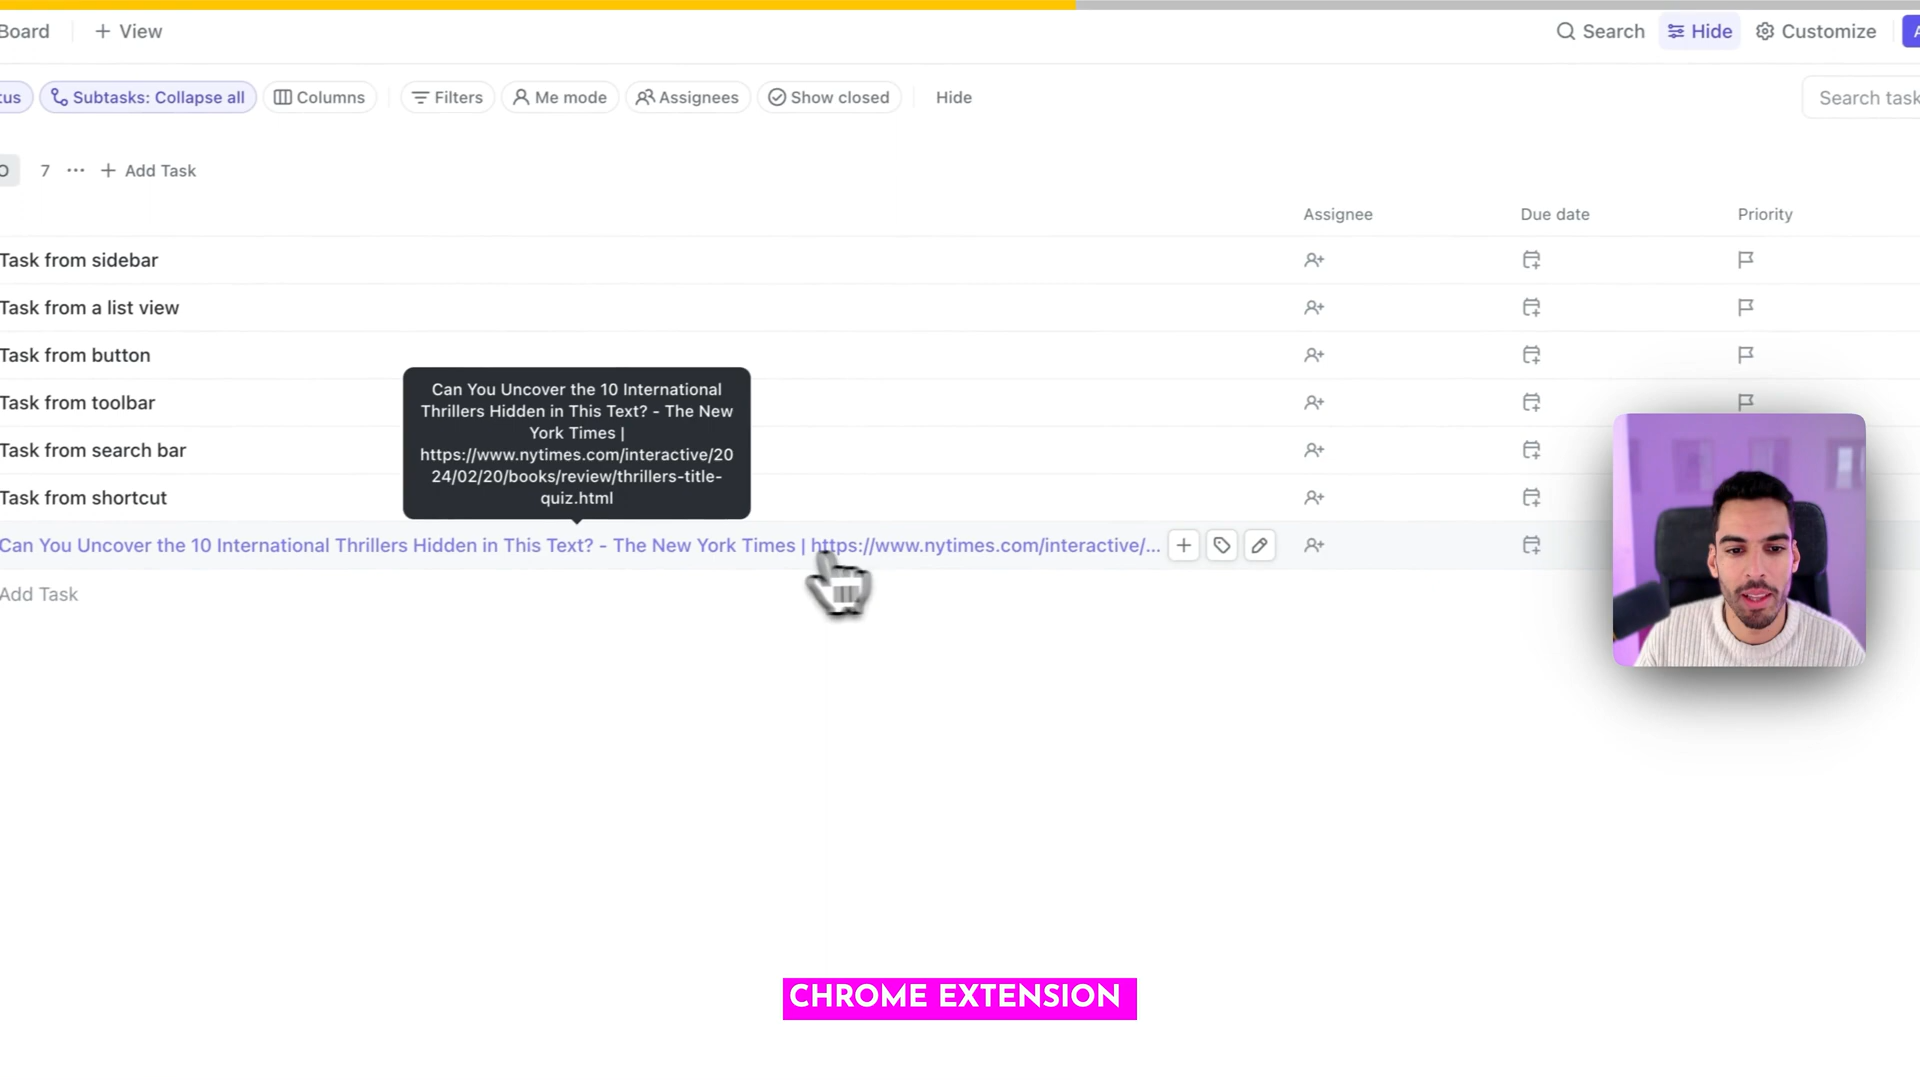 Board + View Search Hide Customize
tus Subtasks: Collapse all Columns Filters Me mode Assignees Show closed Hide Search task
O 7 ... + Add Task
Assignee Due date Priority
Task from sidebar
Task from a list view
Task from button
Task from toolbar
Task from search bar
Task from shortcut
Can You Uncover the 10 International
Thrillers Hidden in This Text? - The New
York Times |
https://www.nytimes.com/interactive/20
24/02/20/books/review/thrillers-title-
quiz.html
Can You Uncover the 10 International Thrillers Hidden in This Text? - The New York Times | https://www.nytimes.com/interactive/...
Add Task
CHROME EXTENSION